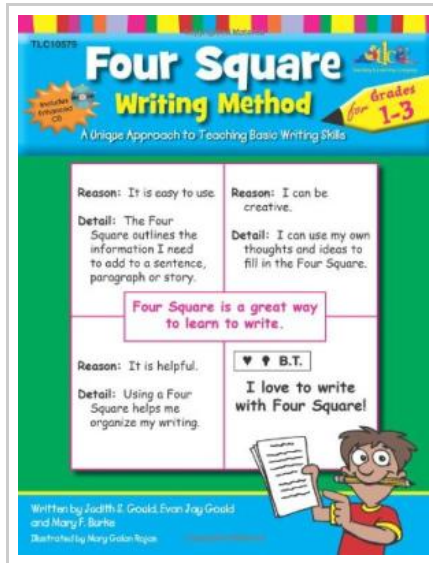 Copyrighted Material
TLC10575
Four Square
Writing Method
A Unique Approach to Teaching Basic Writing Skills
Includes
Enhanced
CD
for Grades
1-3
Reason: It is easy to use
Detail: The Four
Square outlines the
information I need
to add to a sentence,
paragraph or story.
Reason: I can be
creative.
Detail: I can use my own
thoughts and ideas to
fill in the Four Square.
Four Square is a great way
to learn to write.
Reason: It is helpful.
Detail: Using a Four
Square helps me
organize my writing.
B.T.
I love to write
with Four Square!
Written by Judith S. Gould, Evan Jay Gould
and Mary F. Burke
Illustrated by Mary Galan Rojas
Copyrighted Material